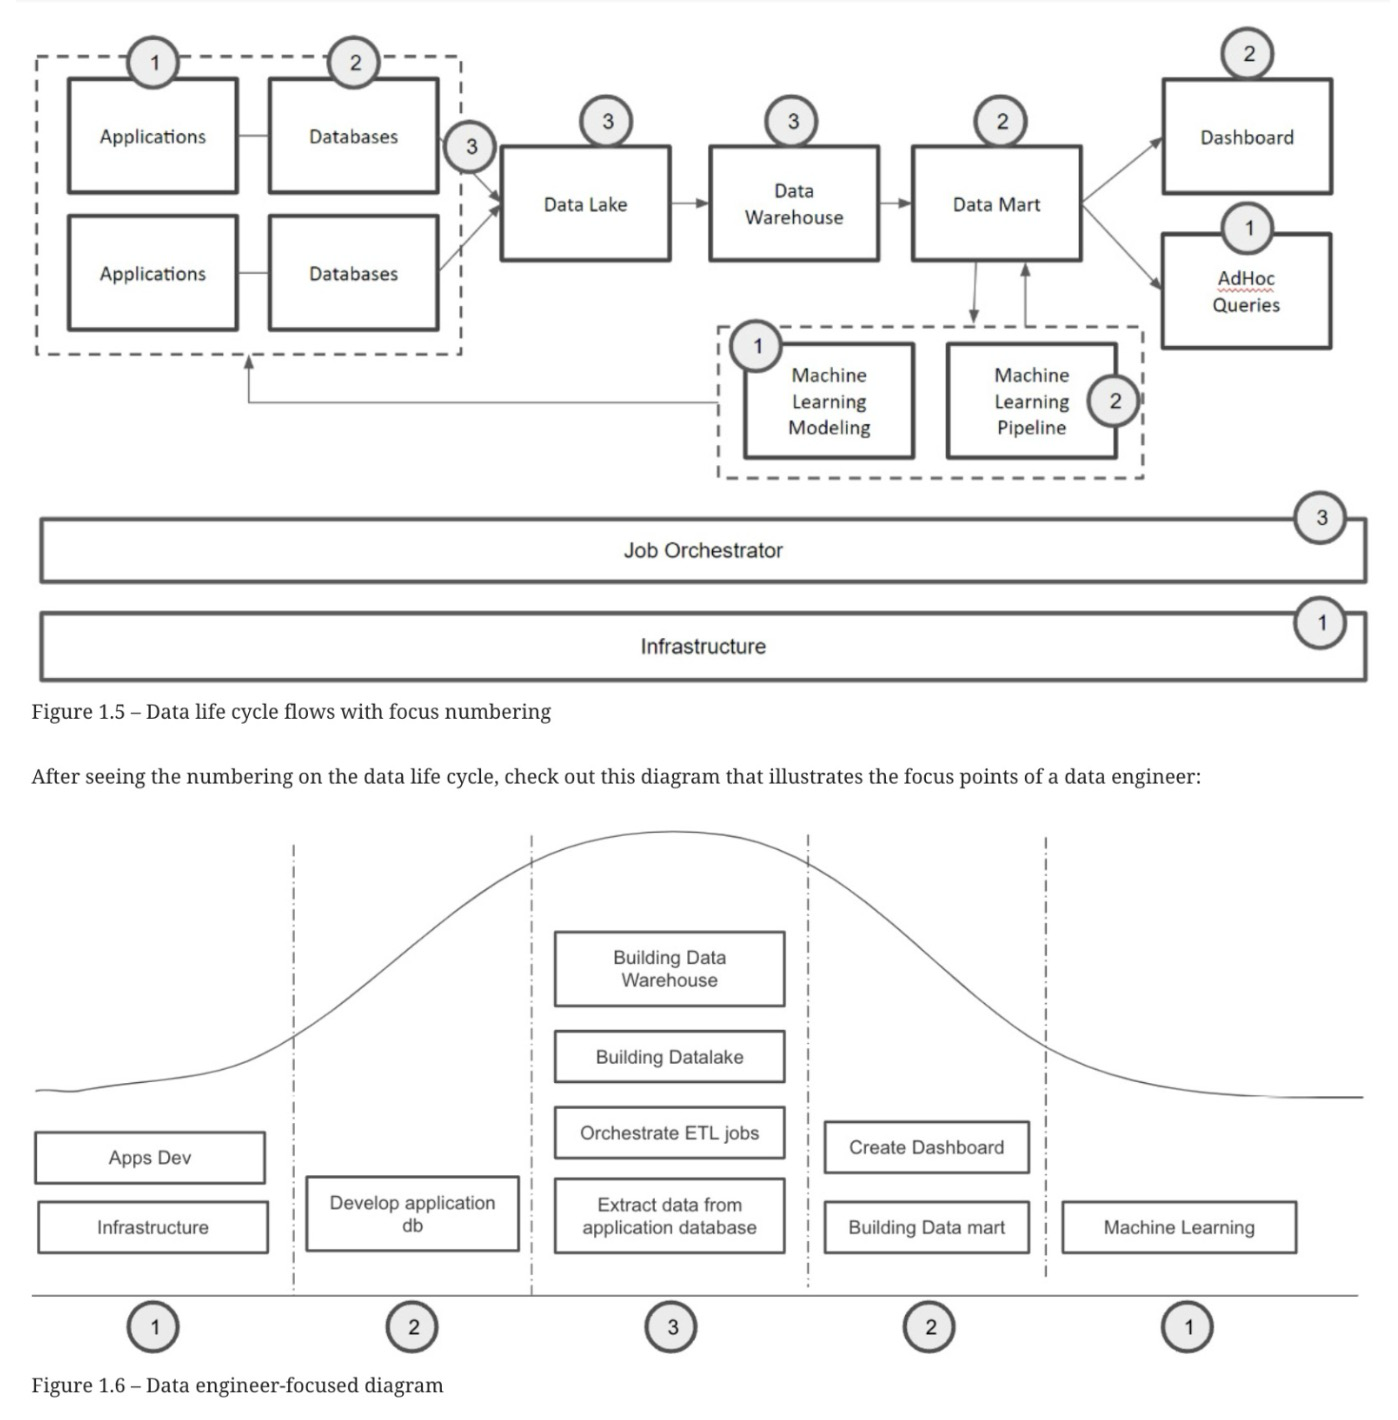 1
2
2
Applications
Databases
3
3
3
2
Dashboard
Data Lake
Data
Warehouse
Data Mart
1
Applications
Databases
AdHoc
Queries
1
Machine
Learning
Modeling
Machine
Learning
Pipeline
2
3
Job Orchestrator
1
Infrastructure
Figure 1.5 – Data life cycle flows with focus numbering
After seeing the numbering on the data life cycle, check out this diagram that illustrates the focus points of a data engineer:
Building Data
Warehouse
Building Datalake
Orchestrate ETL jobs
Extract data from
application database
Apps Dev
Infrastructure
Develop application
db
Create Dashboard
Building Data mart
Machine Learning
1
2
3
2
1
Figure 1.6 – Data engineer-focused diagram